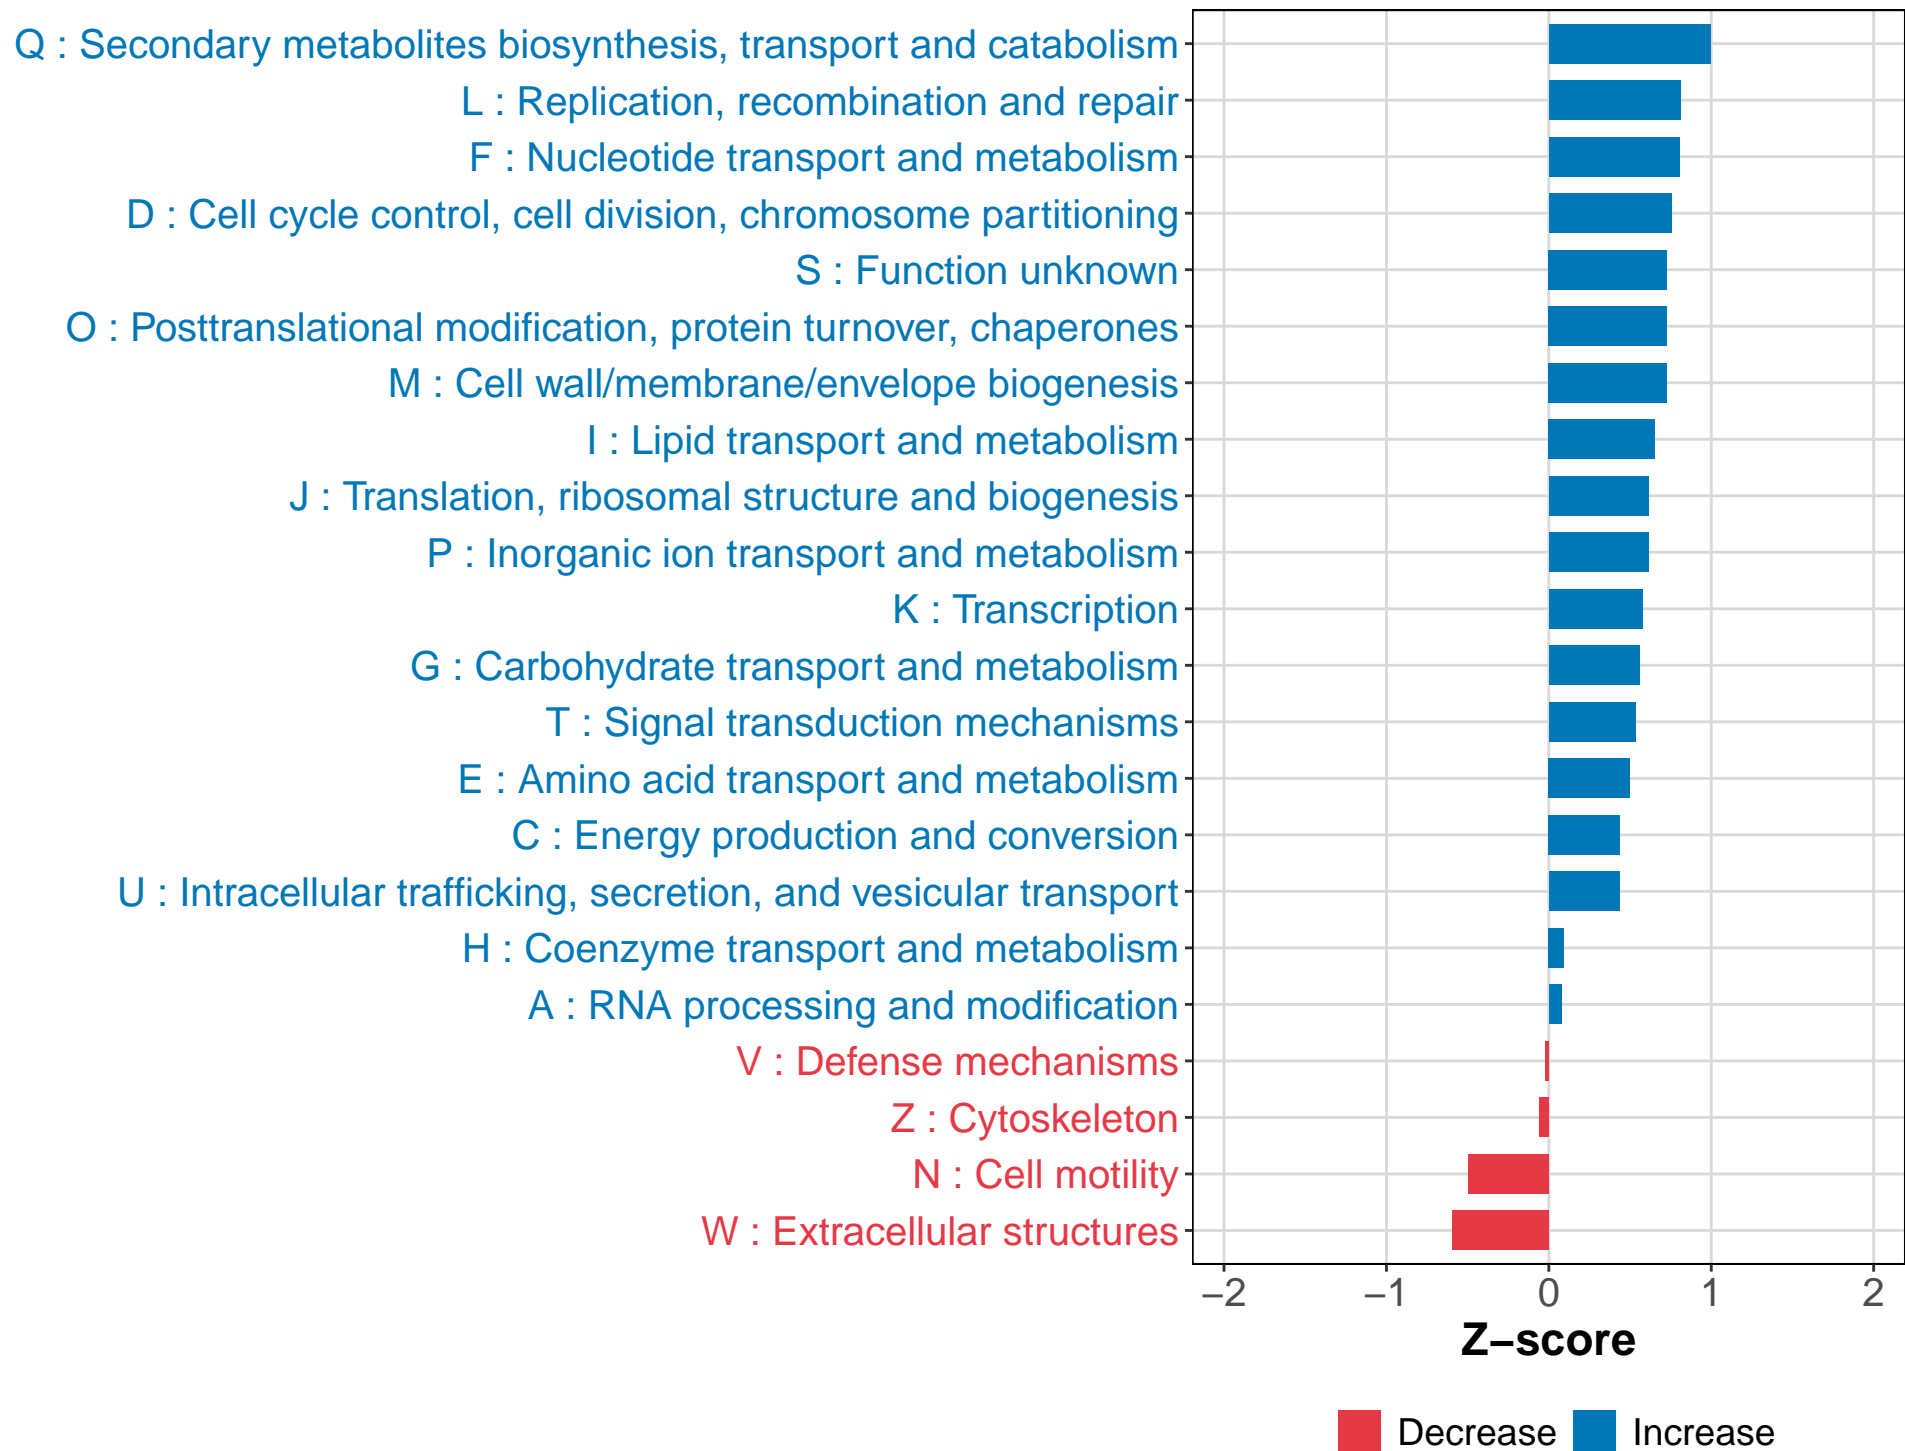 Q : Secondary metabolites biosynthesis, transport and catabolism
L : Replication, recombination and repair
F : Nucleotide transport and metabolism
D : Cell cycle control, cell division, chromosome partitioning
S : Function unknown
O : Posttranslational modification, protein turnover, chaperones
M : Cell wall/membrane/envelope biogenesis
I : Lipid transport and metabolism
J : Translation, ribosomal structure and biogenesis
P : Inorganic ion transport and metabolism
K : Transcription
G : Carbohydrate transport and metabolism
T : Signal transduction mechanisms
E : Amino acid transport and metabolism
C : Energy production and conversion
U : Intracellular trafficking, secretion, and vesicular transport
H : Coenzyme transport and metabolism
A : RNA processing and modification
V : Defense mechanisms
Z : Cytoskeleton
N : Cell motility
W : Extracellular structures
−2 −1 0 1 2
Z−score
Decrease Increase